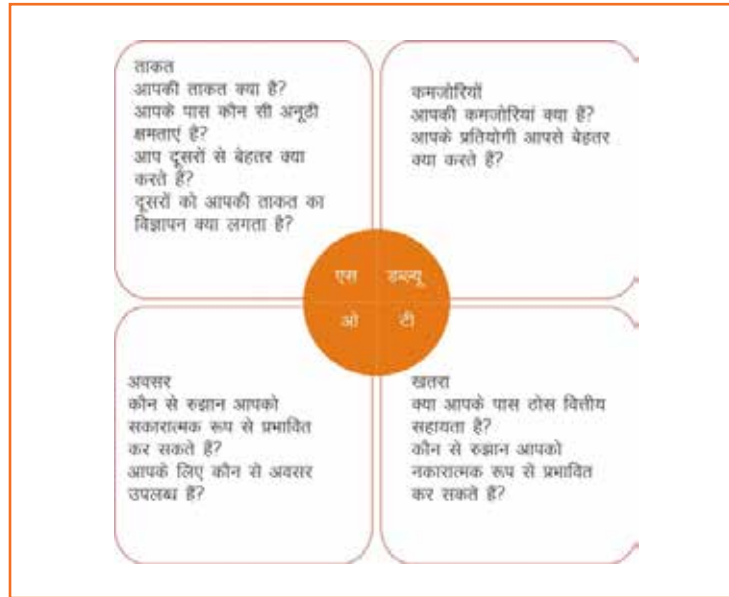 ताकत
आपकी ताकत क्या है?
आपके पास कौन सी अनूठी
क्षमताएं है?
आप दूसरों से बेहतर क्या
करते हैं?
दूसरों को आपकी ताकत का
विज्ञापन क्या लगता है?
कमजोरियों
आपकी कमजोरियां क्या हैं?
आपके प्रतियोगी आपसे बेहतर
क्या करते हैं?
एस
डब्ल्यू
ओ
टी
अवसर
कौन से रुझान आपको
सकारात्मक रूप से प्रभावित
कर सकते हैं?
आपके लिए कौन से अवसर
उपलब्ध हैं?
खतरा
क्या आपके पास ठोस वित्तीय
सहायता है?
कौन से रुझान आपको
नकारात्मक रूप से प्रभावित
कर सकते हैं?